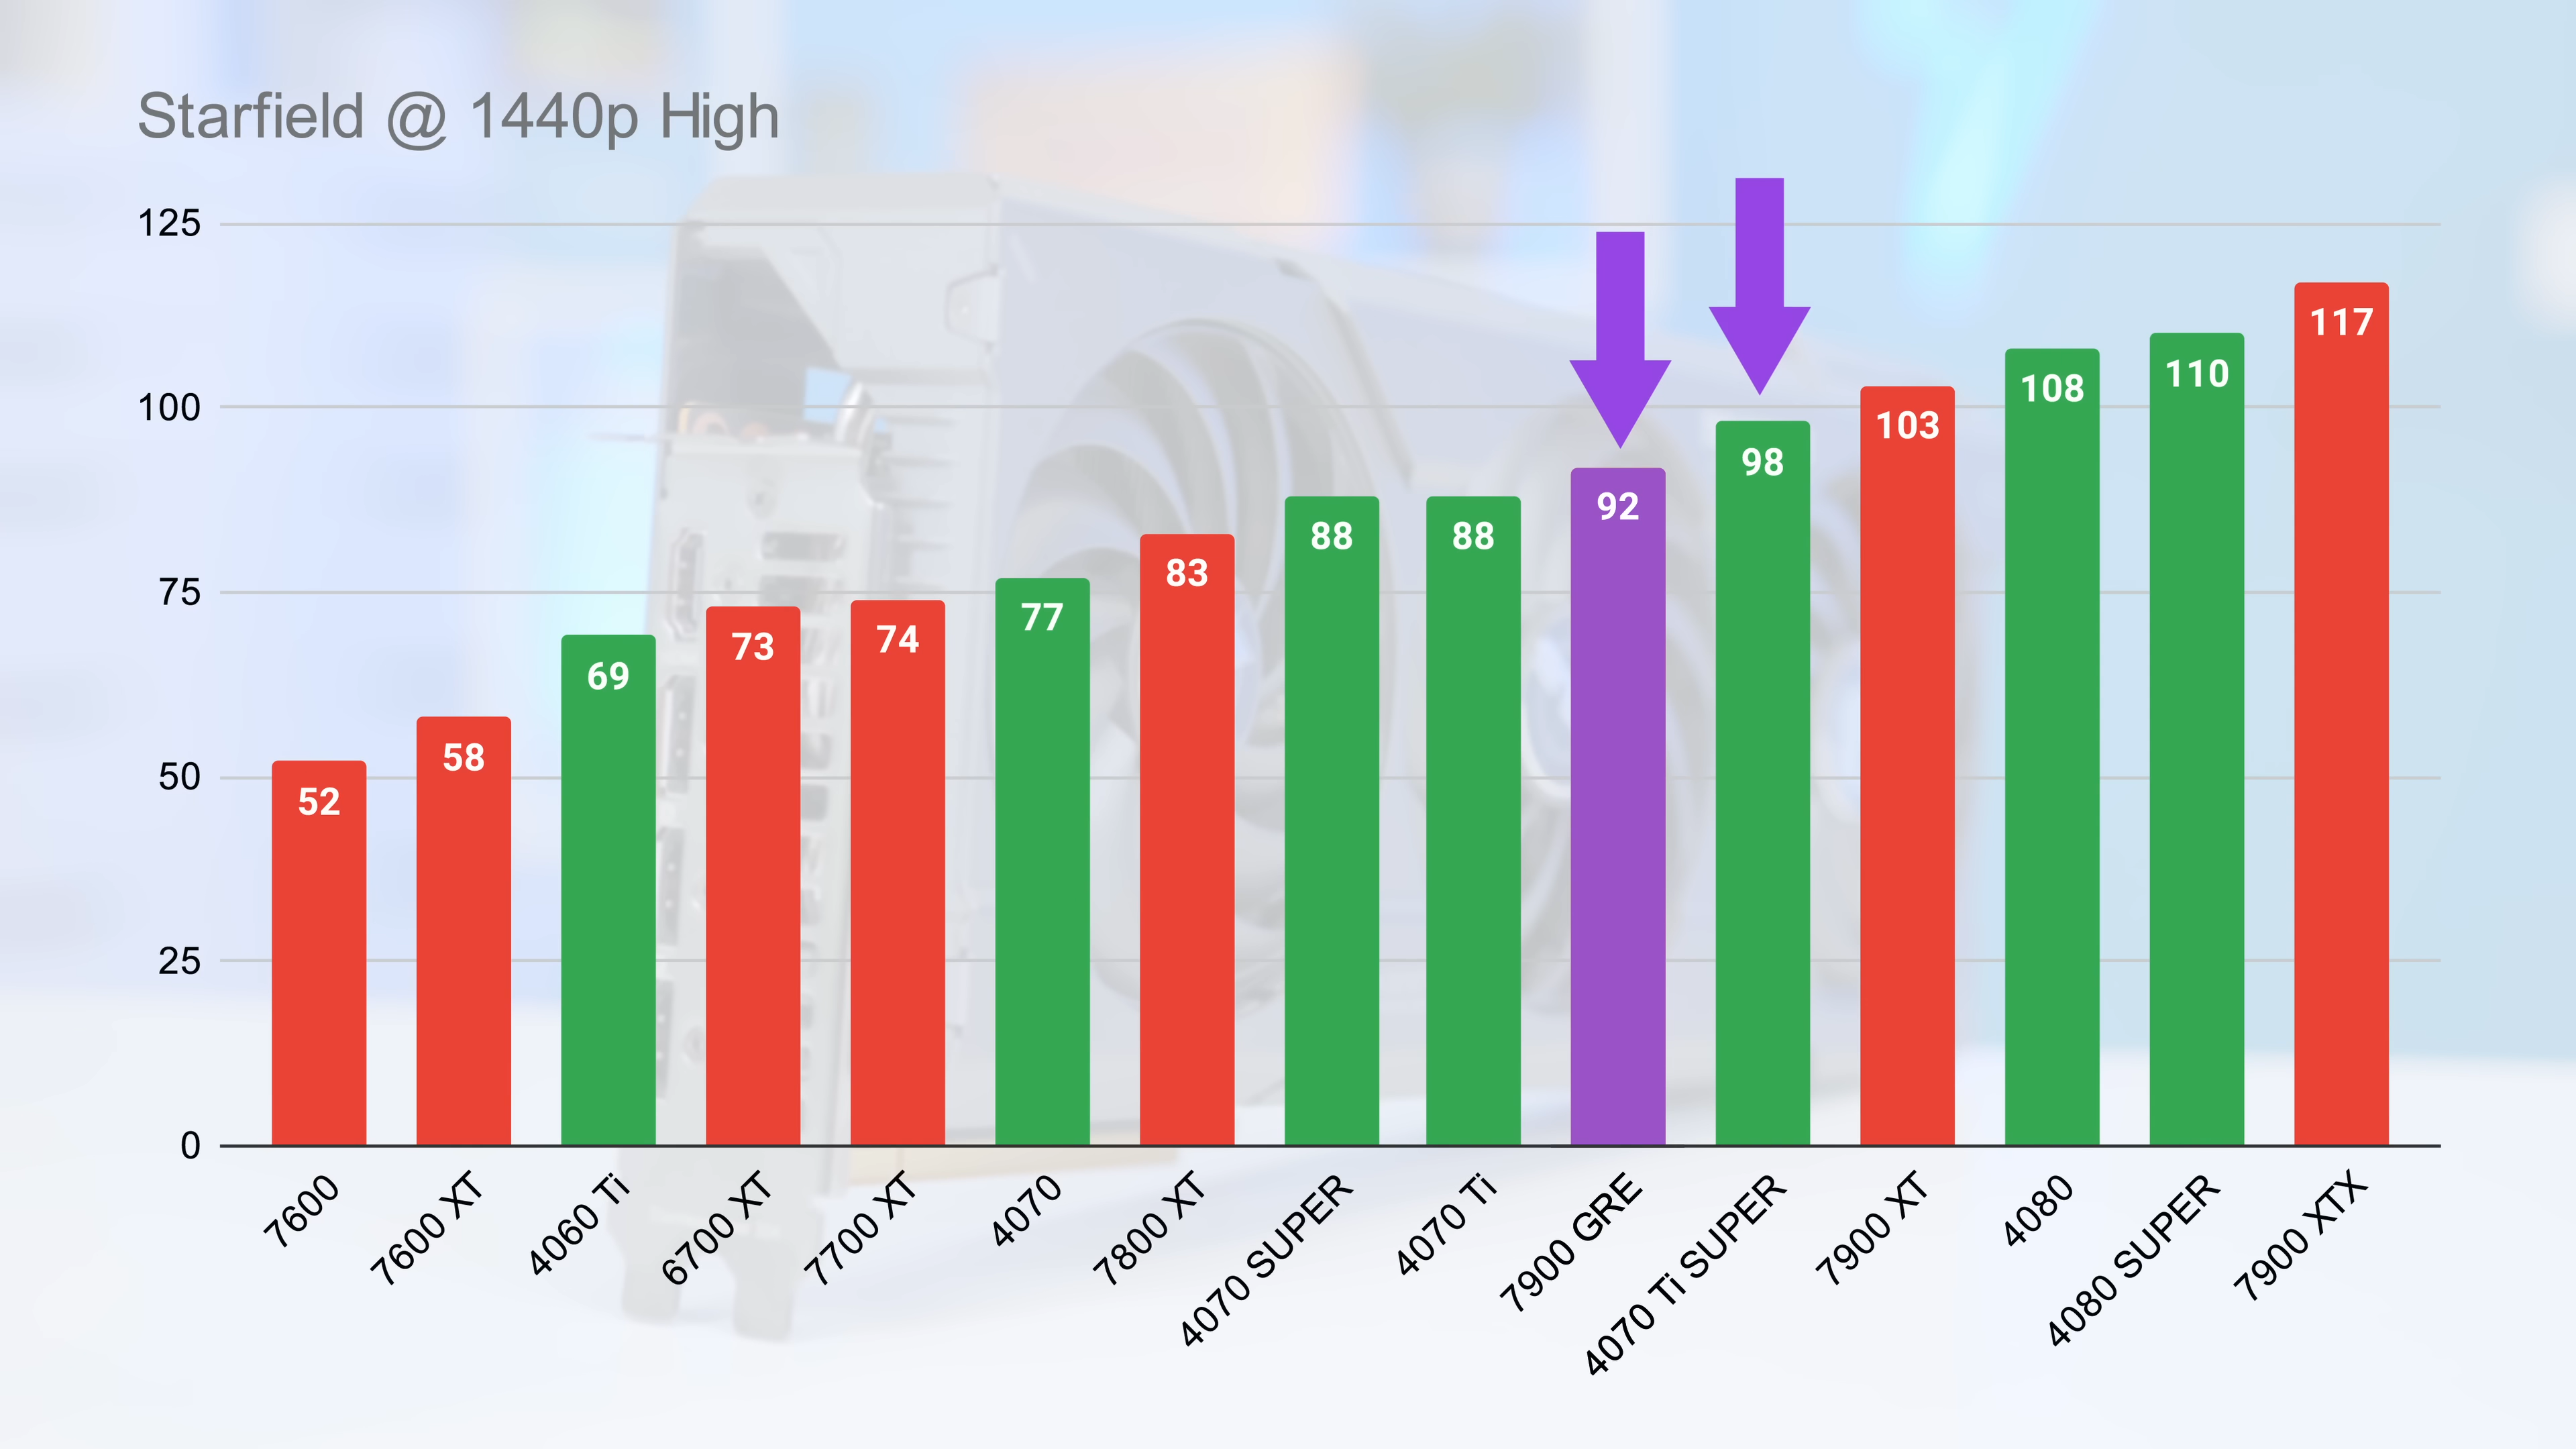 Starfield @ 1440p High
125
100
75
50
25
0
52
58
69
73
74
77
83
88
88
92
98
103
108
110
117
7600
7600 XT
4060 Ti
6700 XT
7700 XT
4070
7800 XT
4070 SUPER
4070 Ti
7900 GRE
4070 Ti SUPER
7900 XT
4080
4080 SUPER
7900 XTX